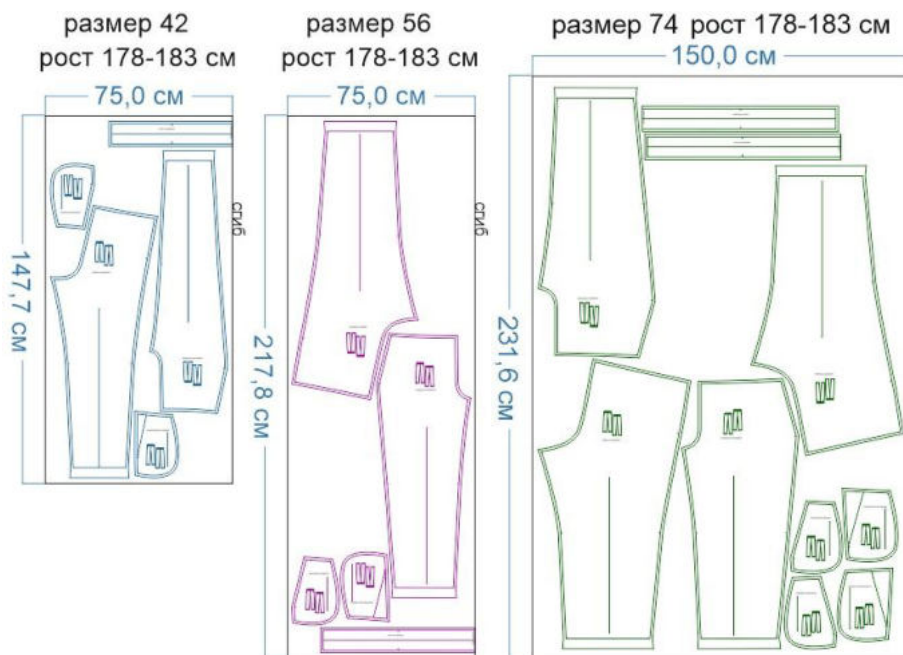 размер 42
рост 178-183 см
75,0 см
147,7 см
сгиб
размер 56
рост 178-183 см
75,0 см
217,8 см
сгиб
размер 74 рост 178-183 см
150,0 см
231,6 см